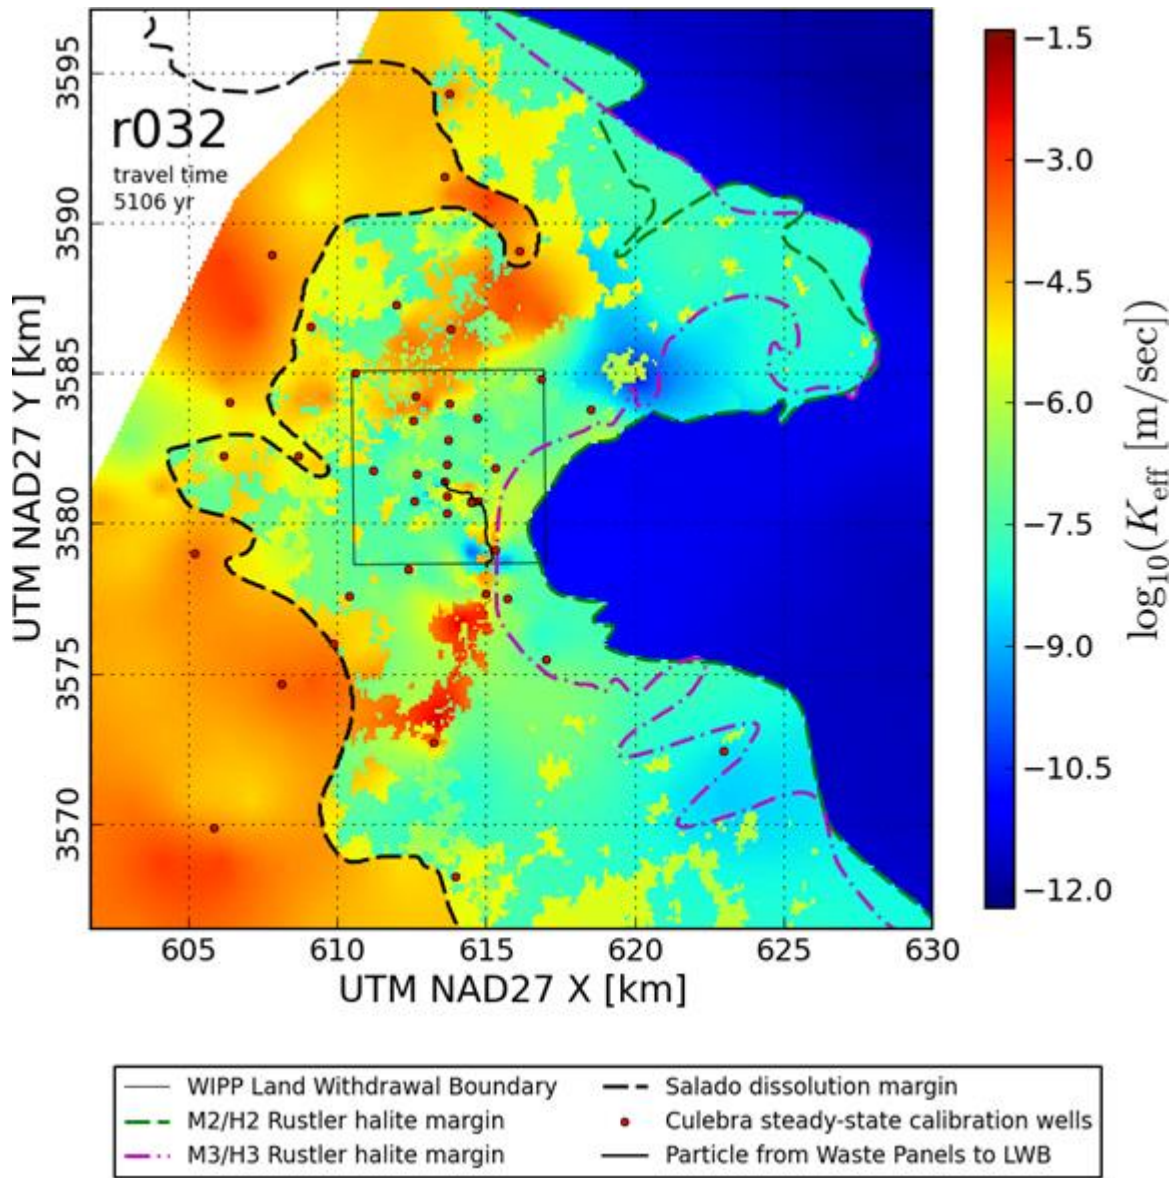 r032
travel time
5106 yr
3595
3590
3585
3580
3575
3570
UTM NAD27 Y [km]
605
610
615
620
625
630
UTM NAD27 X [km]
−1.5
−3.0
−4.5
−6.0
−7.5
−9.0
−10.5
−12.0
log₁₀(K_eff [m/sec])
WIPP Land Withdrawal Boundary
M2/H2 Rustler halite margin
M3/H3 Rustler halite margin
Salado dissolution margin
Culebra steady-state calibration wells
Particle from Waste Panels to LWB